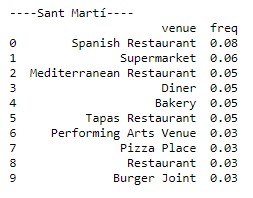 ----Sant Martí----
venue freq
0 Spanish Restaurant 0.08
1 Supermarket 0.06
2 Mediterranean Restaurant 0.05
3 Diner 0.05
4 Bakery 0.05
5 Tapas Restaurant 0.05
6 Performing Arts Venue 0.03
7 Pizza Place 0.03
8 Restaurant 0.03
9 Burger Joint 0.03